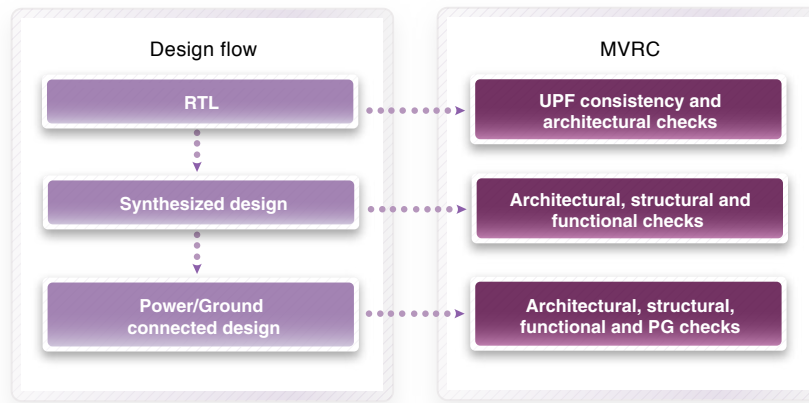 Design flow
RTL
Synthesized design
Power/Ground
connected design
MVRC
UPF consistency and
architectural checks
Architectural, structural and
functional checks
Architectural, structural,
functional and PG checks